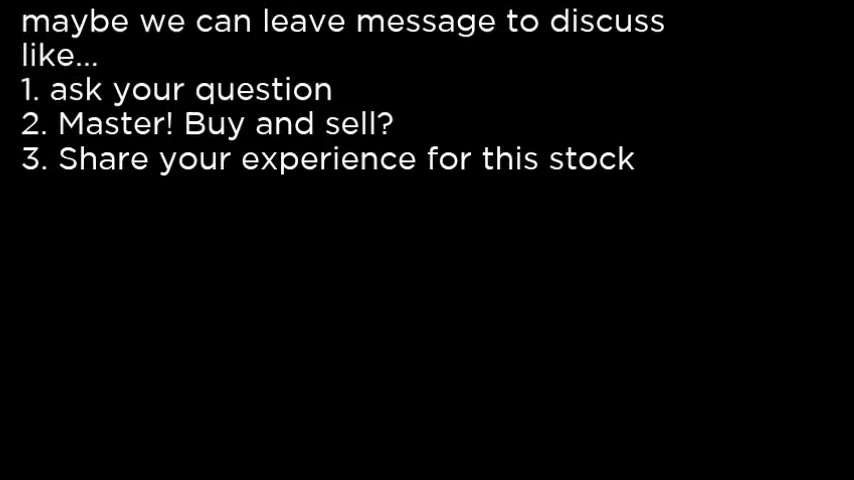 maybe we can leave message to discuss
like...
1. ask your question
2. Master! Buy and sell?
3. Share your experience for this stock